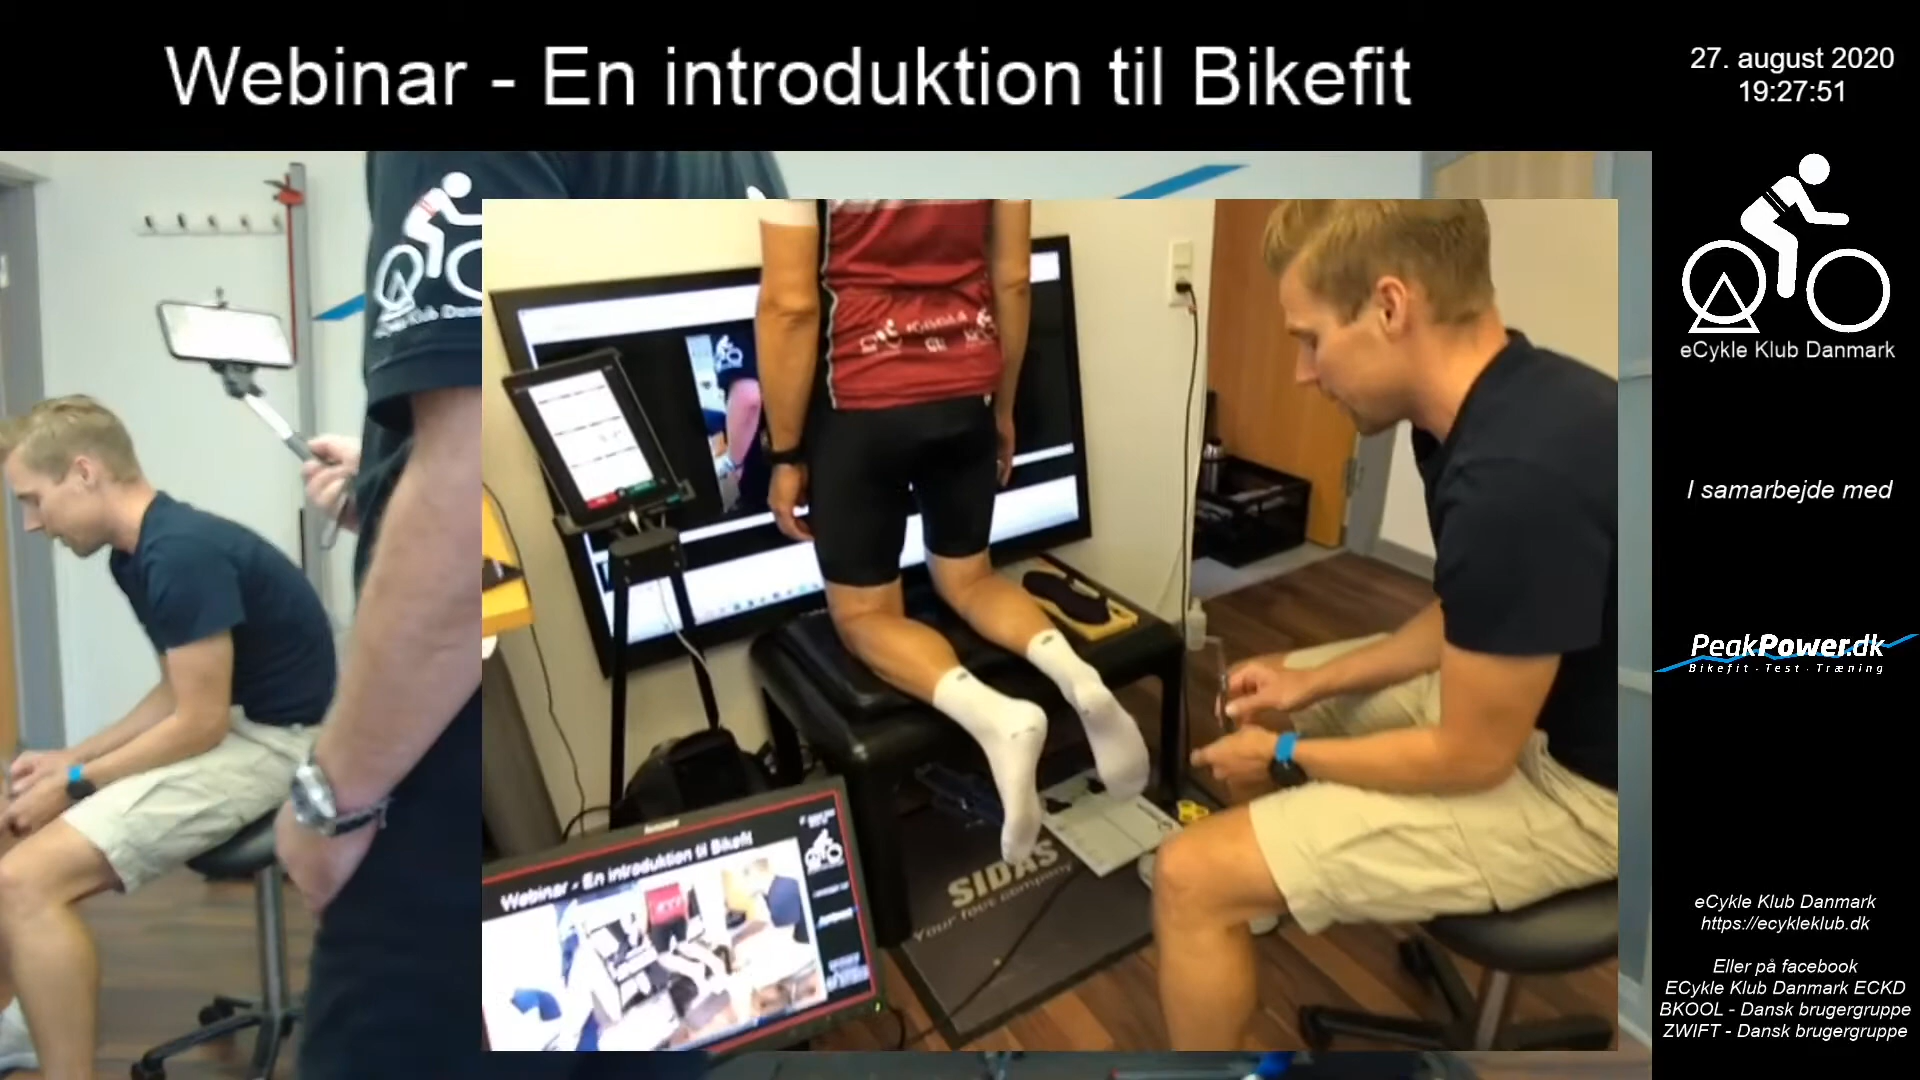 Webinar - En introduktion til Bikefit
27. august 2020
19:27:51
eCykle Klub Danmark
I samarbejde med
PeakPower.dk
Bikefit · Test · Træning
eCykle Klub Danmark
https://ecykleklub.dk
Eller på facebook
ECykle Klub Danmark ECKD
BKOOL - Dansk brugergruppe
ZWIFT - Dansk brugergruppe
SIDAS
Your foot company
Webinar - En introduktion til Bikefit